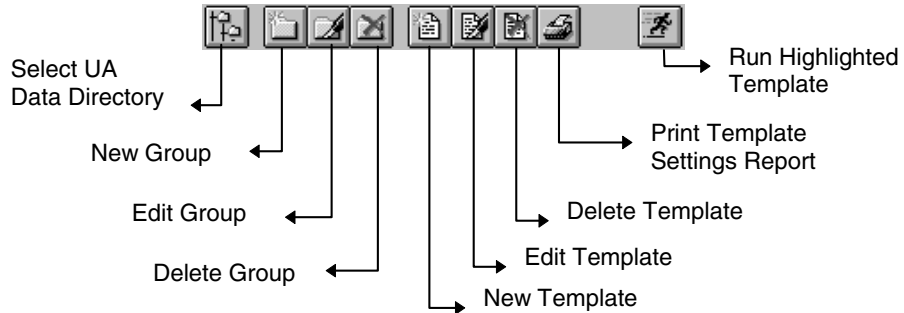 Select UA
Data Directory
New Group
Edit Group
Delete Group
Run Highlighted
Template
Print Template
Settings Report
Delete Template
Edit Template
New Template